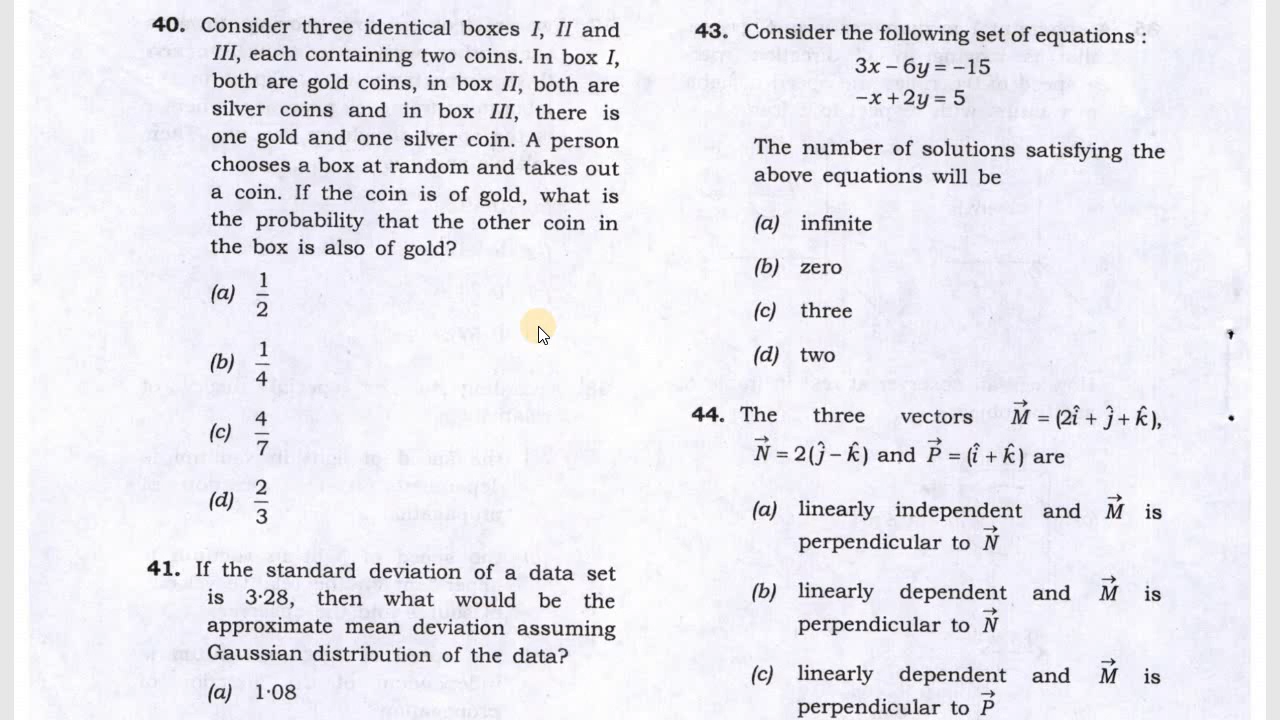 40. Consider three identical boxes I, II and
III, each containing two coins. In box I,
both are gold coins, in box II, both are
silver coins and in box III, there is
one gold and one silver coin. A person
chooses a box at random and takes out
a coin. If the coin is of gold, what is
the probability that the other coin in
the box is also of gold?
(a) 1/2
(b) 1/4
(c) 4/7
(d) 2/3
41. If the standard deviation of a data set
is 3·28, then what would be the
approximate mean deviation assuming
Gaussian distribution of the data?
(a) 1·08
43. Consider the following set of equations :
3x – 6y = –15
–x + 2y = 5
The number of solutions satisfying the
above equations will be
(a) infinite
(b) zero
(c) three
(d) two
44. The three vectors M⃗ = (2î + ĵ + k̂),
N⃗ = 2(ĵ – k̂) and P⃗ = (î + k̂) are
(a) linearly independent and M⃗ is
perpendicular to N⃗
(b) linearly dependent and M⃗ is
perpendicular to N⃗
(c) linearly dependent and M⃗ is
perpendicular to P⃗